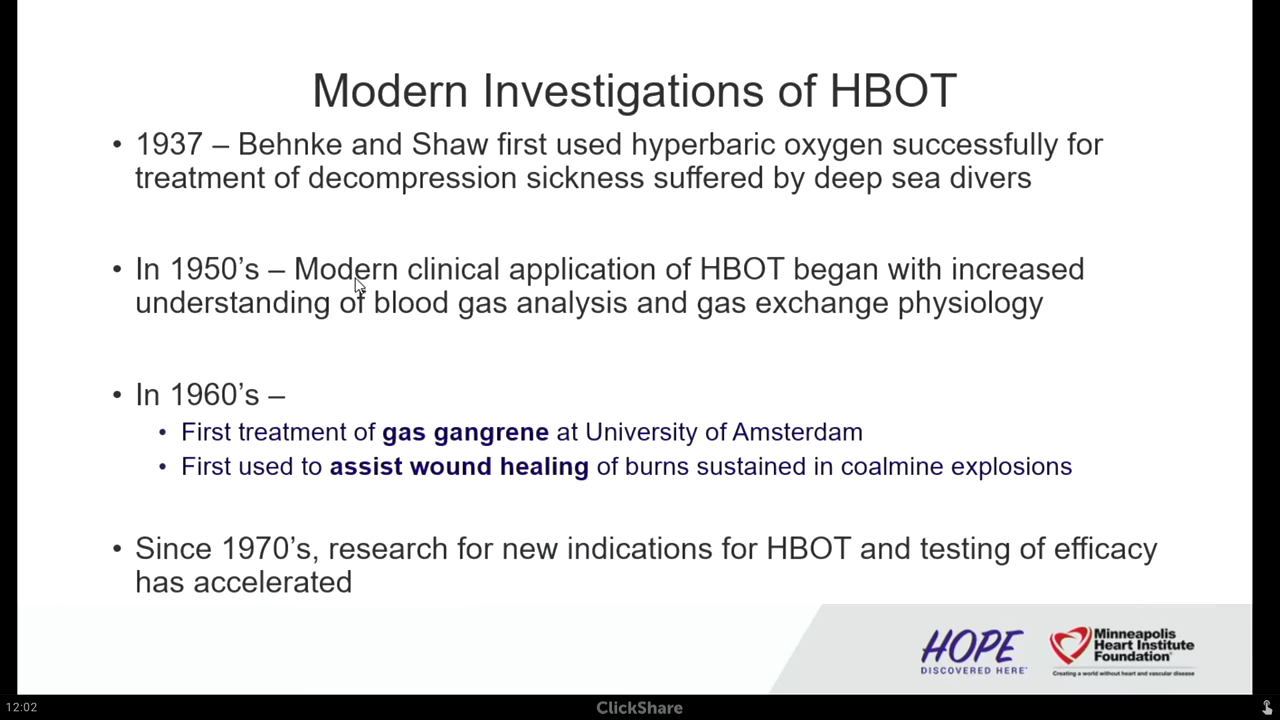 Modern Investigations of HBOT
• 1937 – Behnke and Shaw first used hyperbaric oxygen successfully for
treatment of decompression sickness suffered by deep sea divers
• In 1950’s – Modern clinical application of HBOT began with increased
understanding of blood gas analysis and gas exchange physiology
• In 1960’s –
• First treatment of gas gangrene at University of Amsterdam
• First used to assist wound healing of burns sustained in coalmine explosions
• Since 1970’s, research for new indications for HBOT and testing of efficacy
has accelerated
HOPE
DISCOVERED HERE
Minneapolis
Heart Institute
Foundation
Creating a world without heart and vascular disease
12:02
ClickShare